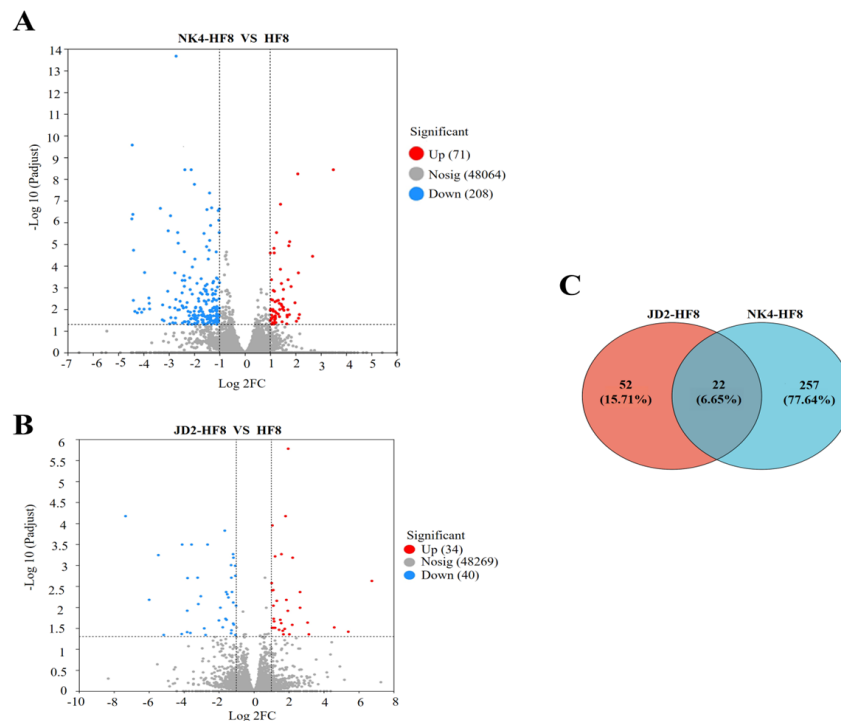 A
NK4-HF8 VS HF8
14
13
11
10
9
8
7
6
5
4
3
2
1
0
-Log 10 (Padjust)
-7 -6 -5 -4 -3 -2 -1 0 1 2 3 4 5 6
Log 2FC
Significant
Up (71)
Nosig (48064)
Down (208)
B
JD2-HF8 VS HF8
6
5.5
5
4.5
4
3.5
3
2.5
2
1.5
1
0.5
0
-Log 10 (Padjust)
-10 -8 -6 -4 -2 0 2 4 6 8
Log 2FC
Significant
Up (34)
Nosig (48269)
Down (40)
C
JD2-HF8 NK4-HF8
52 22 257
(15.71%) (6.65%) (77.64%)